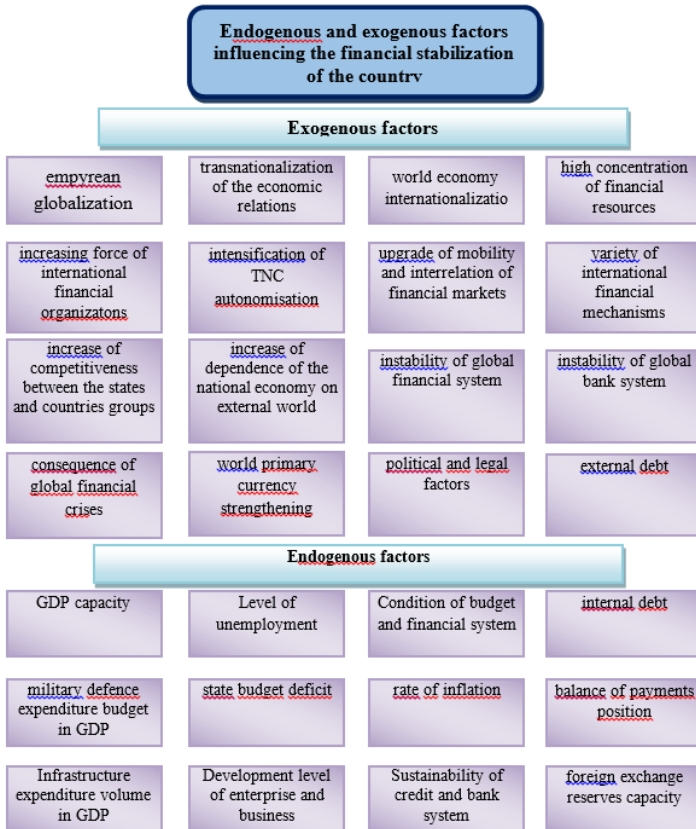 Endogenous and exogenous factors
influencing the financial stabilization
of the country
Exogenous factors
empyrean
globalization
transnationalization
of the economic
relations
world economy
internationalizatio
high concentration
of financial
resources
increasing force of
international
financial
organizatons
intensification of
TNC
autonomisation
upgrade of mobility
and interrelation of
financial markets
variety of
international
financial
mechanisms
increase of
competitiveness
between the states
and countries groups
increase of
dependence of the
national economy on
external world
instability of global
financial system
instability of global
bank system
consequence of
global financial
crises
world primary
currency
strengthening
political and legal
factors
external debt
Endogenous factors
GDP capacity
Level of
unemployment
Condition of budget
and financial system
internal debt
military defence
expenditure budget
in GDP
state budget deficit
rate of inflation
balance of payments
position
Infrastructure
expenditure volume
in GDP
Development level
of enterprise and
business
Sustainability of
credit and bank
system
foreign exchange
reserves capacity